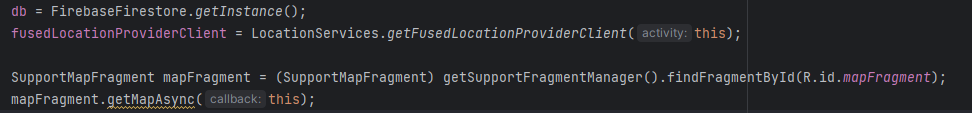 db = FirebaseFirestore.getInstance();
fusedLocationProviderClient = LocationServices.getFusedLocationProviderClient( activity: this);
SupportMapFragment mapFragment = (SupportMapFragment) getSupportFragmentManager().findFragmentById(R.id.mapFragment);
mapFragment.getMapAsync( callback: this);